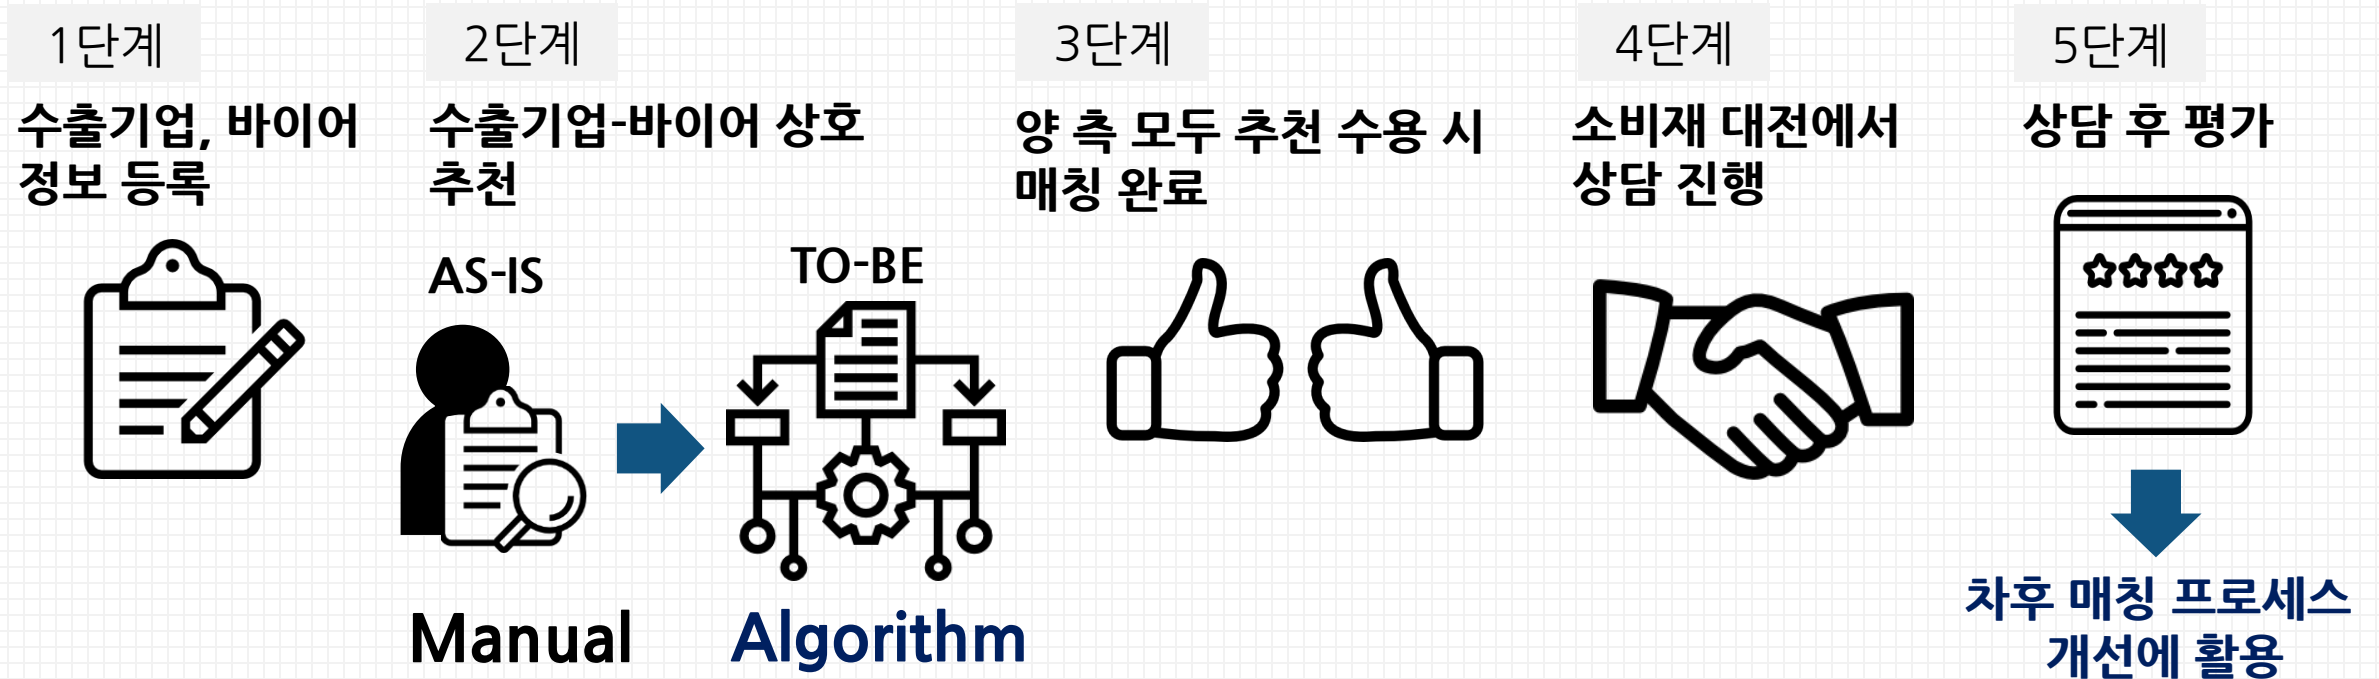 1단계
수출기업, 바이어
정보 등록
2단계
수출기업-바이어 상호
추천
AS-IS
Manual
TO-BE
Algorithm
3단계
양 측 모두 추천 수용 시
매칭 완료
4단계
소비재 대전에서
상담 진행
5단계
상담 후 평가
차후 매칭 프로세스
개선에 활용